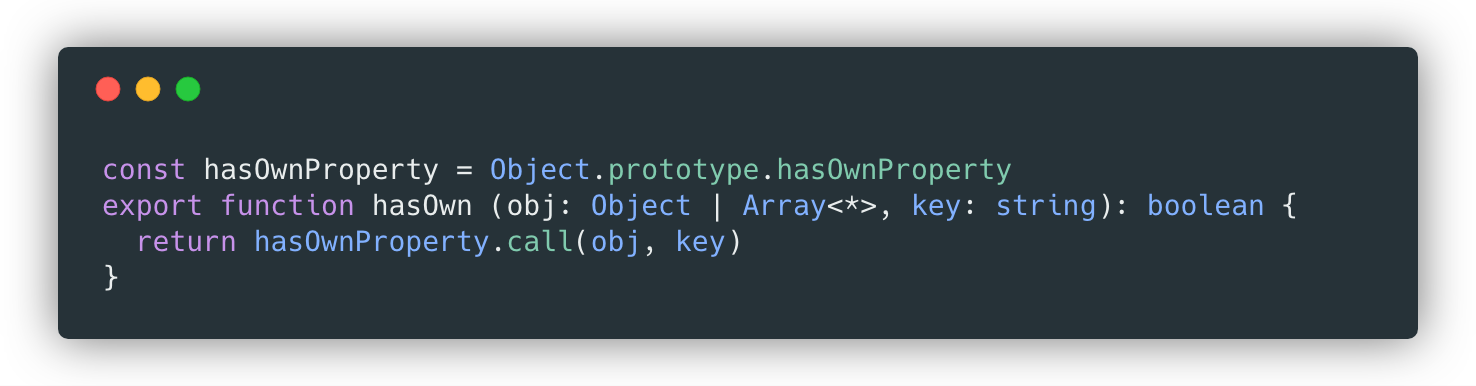 const hasOwnProperty = Object.prototype.hasOwnProperty
export function hasOwn (obj: Object | Array<*>, key: string): boolean {
  return hasOwnProperty.call(obj, key)
}